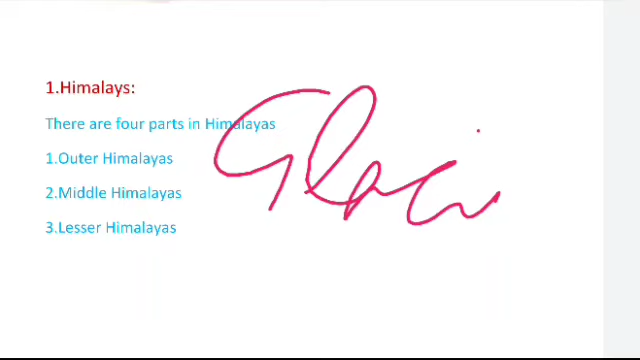 1.Himalays:
There are four parts in Himalayas
1.Outer Himalayas
2.Middle Himalayas
3.Lesser Himalayas